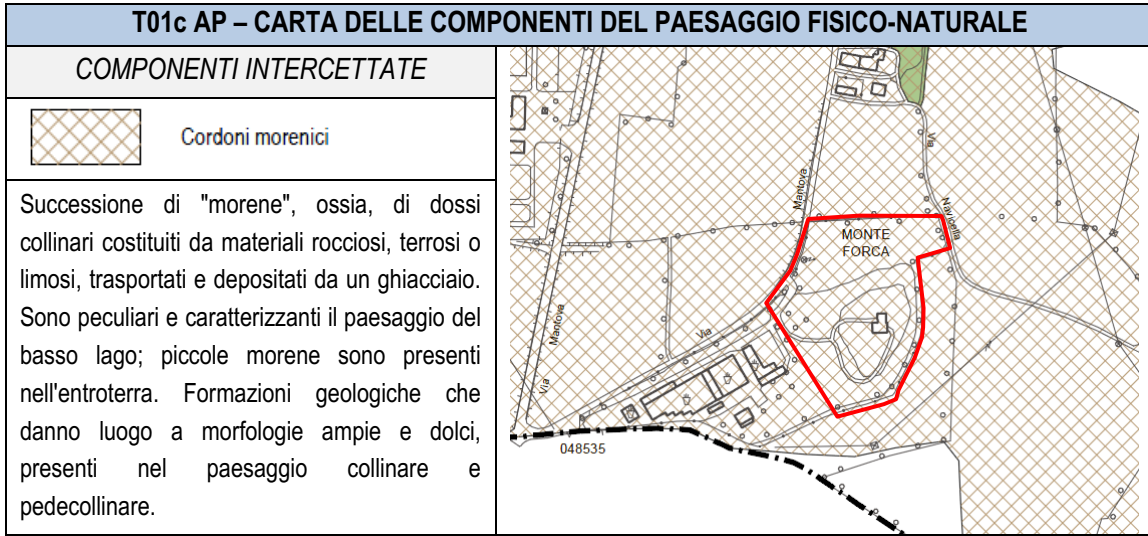 T01c AP – CARTA DELLE COMPONENTI DEL PAESAGGIO FISICO-NATURALE
COMPONENTI INTERCETTATE
Cordoni morenici
Successione di "morene", ossia, di dossi
collinari costituiti da materiali rocciosi, terrosi o
limosi, trasportati e depositati da un ghiacciaio.
Sono peculiari e caratterizzanti il paesaggio del
basso lago; piccole morene sono presenti
nell'entroterra. Formazioni geologiche che
danno luogo a morfologie ampie e dolci,
presenti nel paesaggio collinare e
pedecollinare.
Via
Mantova
Navicella
MONTE
FORCA
Via
Mantova
Via
048535